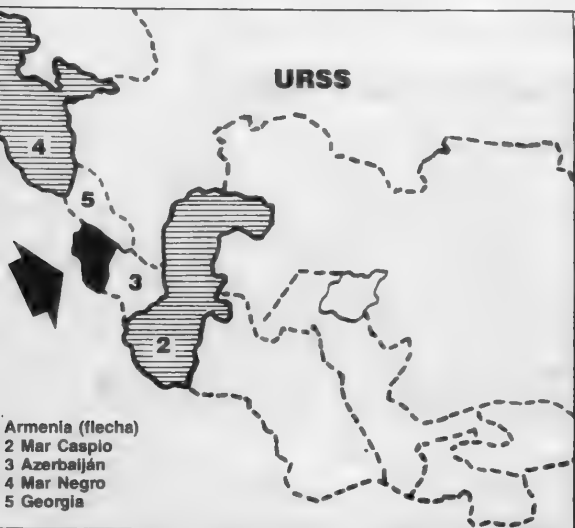 URSS
4
5
3
2
Armenia (flecha)
2 Mar Caspio
3 Azerbaiján
4 Mar Negro
5 Georgia